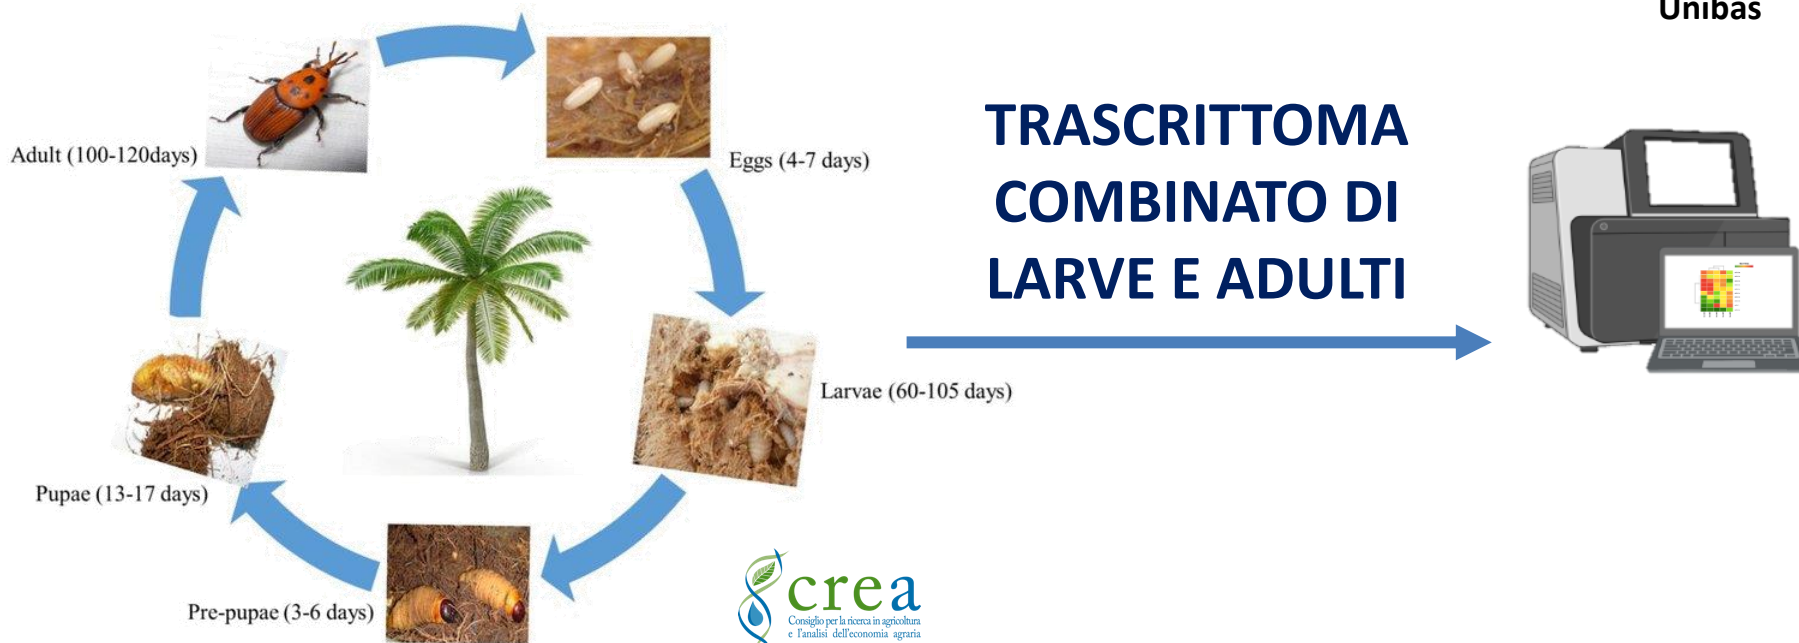 Unibas
Adult (100-120days)
Eggs (4-7 days)
TRASCRITTOMA
COMBINATO DI
LARVE E ADULTI
Larvae (60-105 days)
Pupae (13-17 days)
Pre-pupae (3-6 days)
crea
Consiglio per la ricerca in agricoltura
e l'analisi dell'economia agraria